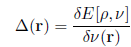 Δ(r) = δE[ρ, ν] / δν(r)